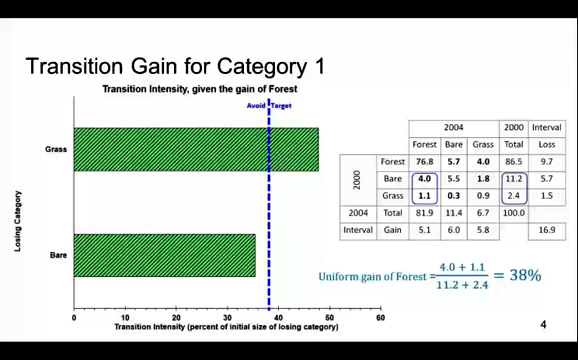 Transition Gain for Category 1
Transition Intensity, given the gain of Forest
Avoid Target
Grass
Bare
Losing Category
0 10 20 30 40 50 60
Transition Intensity (percent of initial size of losing category)
2004 2000 Interval
Forest Bare Grass Total Loss
2000
Forest 76.8 5.7 4.0 86.5 9.7
Bare 4.0 5.5 1.8 11.2 5.7
Grass 1.1 0.3 0.9 2.4 1.5
2004 Total 81.9 11.4 6.7 100.0
Interval Gain 5.1 6.0 5.8 16.9
Uniform gain of Forest = 4.0 + 1.1 / 11.2 + 2.4 = 38%
4